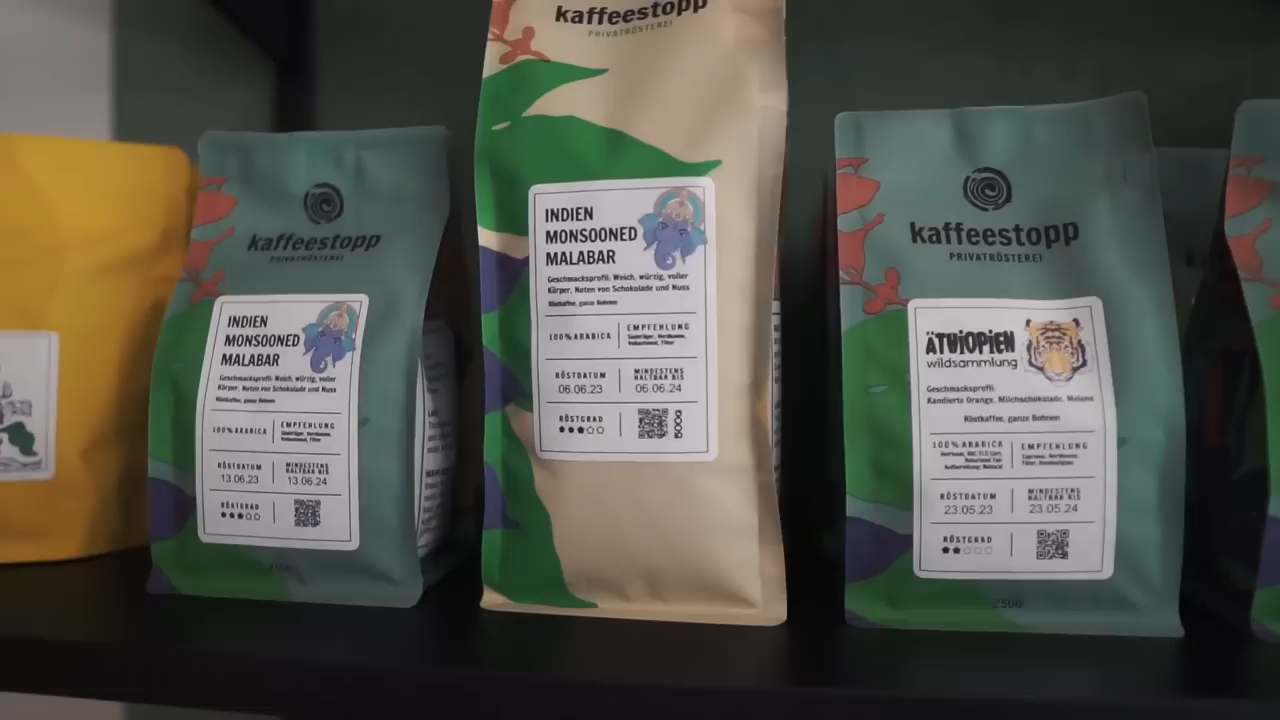 kaffeestopp
PRIVATRÖSTEREI
INDIEN
MONSOONED
MALABAR
Geschmacksprofil: Weich, würzig, voller
Körper, Noten von Schokolade und Nuss
Röstkaffee, ganze Bohnen
100% ARABICA
EMPFEHLUNG
RÖSTDATUM
13.06.23
MINDESTENS
HALTBAR BIS
13.06.24
RÖSTGRAD
kaffeestopp
PRIVATRÖSTEREI
INDIEN
MONSOONED
MALABAR
Geschmacksprofil: Weich, würzig, voller
Körper, Noten von Schokolade und Nuss
Röstkaffee, ganze Bohnen
100% ARABICA
EMPFEHLUNG
RÖSTDATUM
06.06.23
MINDESTENS
HALTBAR BIS
06.06.24
RÖSTGRAD
500G
kaffeestopp
PRIVATRÖSTEREI
ÄTHIOPIEN
wildsammlung
Geschmacksprofil:
Kandierte Orange, Milchschokolade, Melone
Röstkaffee, ganze Bohnen
100% ARABICA
EMPFEHLUNG
RÖSTDATUM
23.05.23
MINDESTENS
HALTBAR BIS
23.05.24
RÖSTGRAD
250G